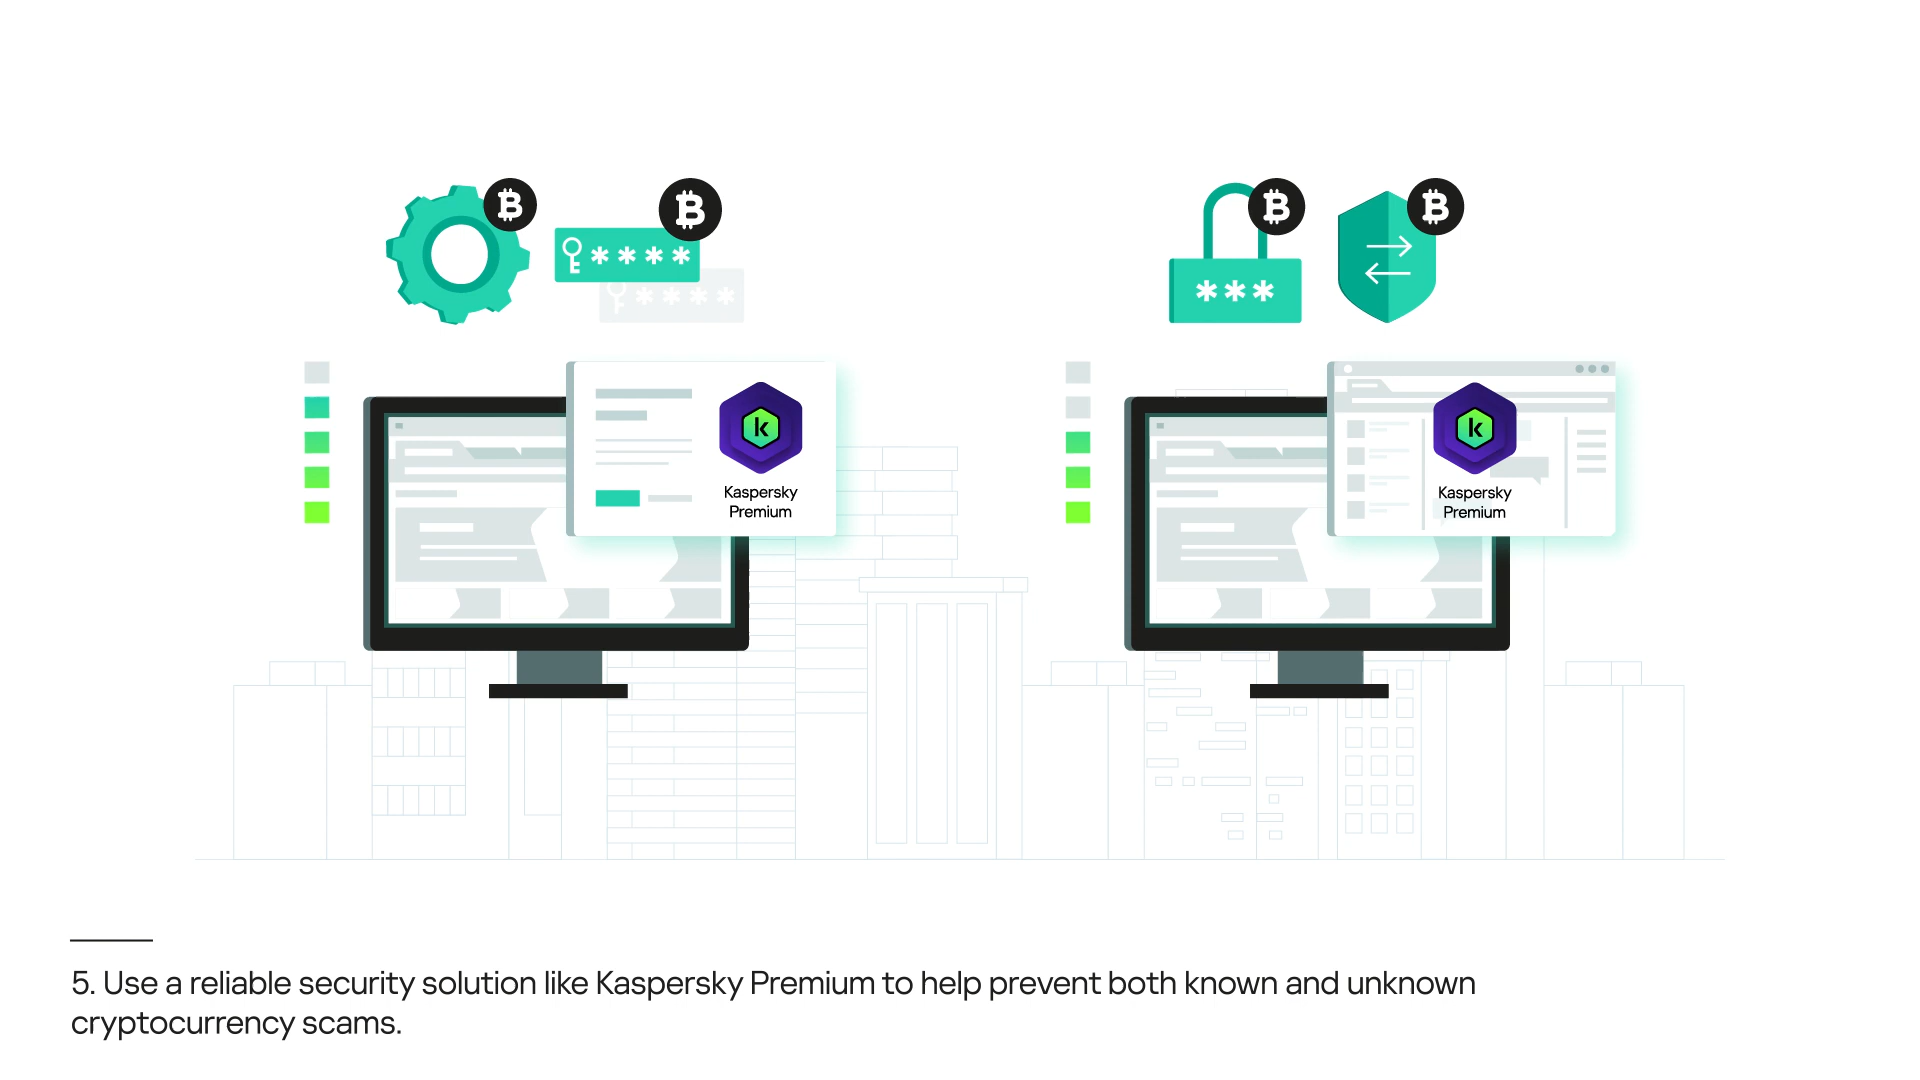 ****
****
***
k
Kaspersky
Premium
k
Kaspersky
Premium
5. Use a reliable security solution like Kaspersky Premium to help prevent both known and unknown
cryptocurrency scams.